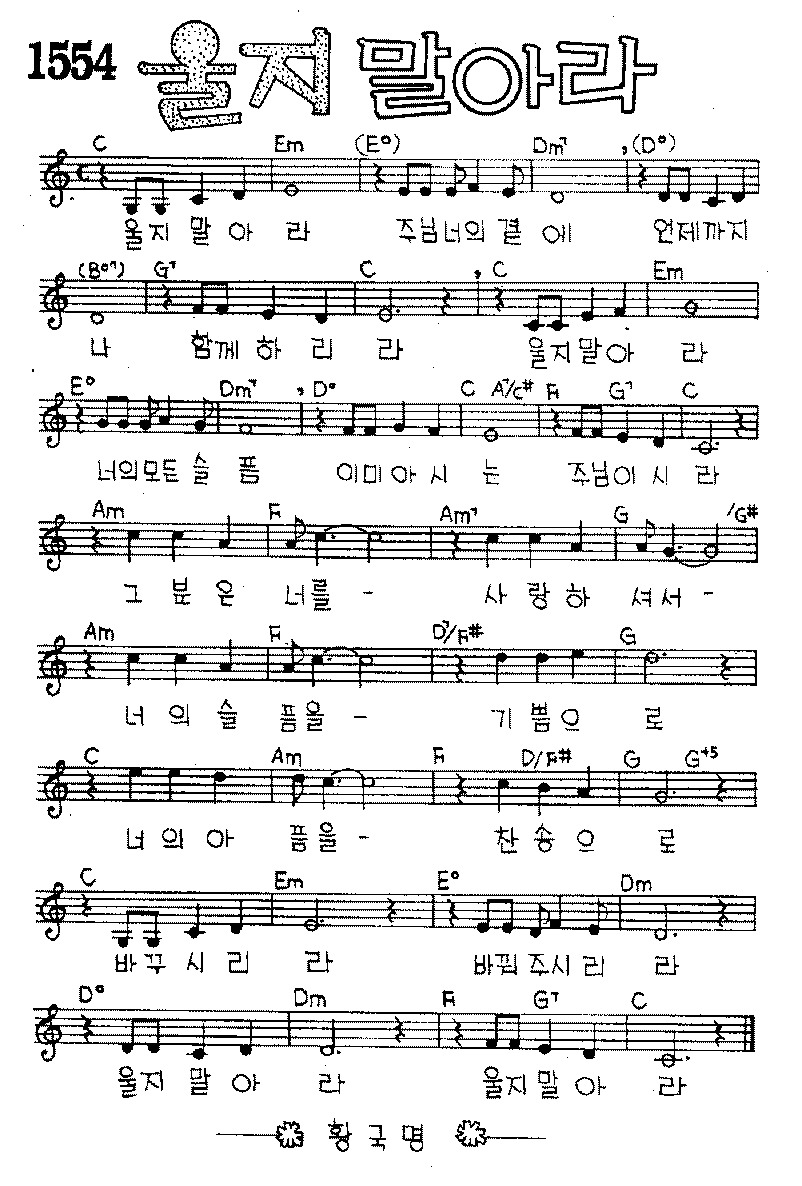 1554 울지 말아라
C Em (E°) Dm7 , (D°)
울지 말 아 라 주님너의 곁 에 언제까지
(B°7) G7 C , C Em
나 함께 하 리 라 울지말아 라
E° Dm7 , D° C A7/C# F G7 C
너의모든 슬 픔 이미아 시 는 주님이 시 라
Am F Am7 G /G#
그 분 은 너를 - 사 랑 하 셔서 -
Am F D7/F# G
너 의 슬 픔을 - 기 쁨으 로
C Am F D/F# G G+5
너 의 아 픔을 - 찬 송 으 로
C Em E° Dm
바꾸 시 리 라 바꿔주시리 라
D° Dm F G7 C
울지 말 아 라 울지말 아 라
황 국 명